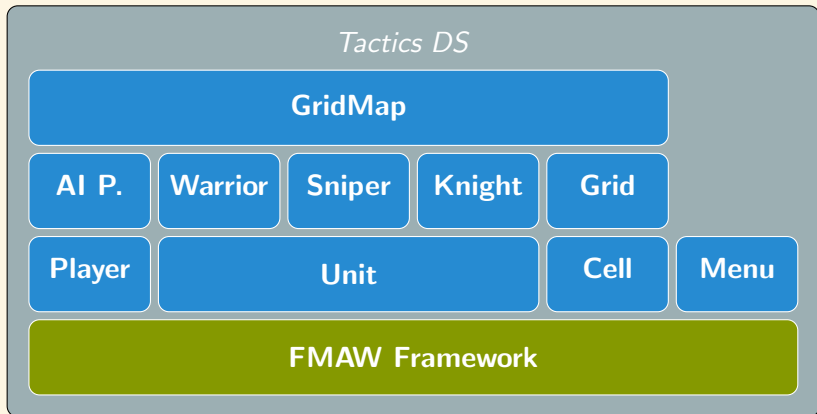 Tactics DS
GridMap
AI P. Warrior Sniper Knight Grid
Player Unit Cell Menu
FMAW Framework